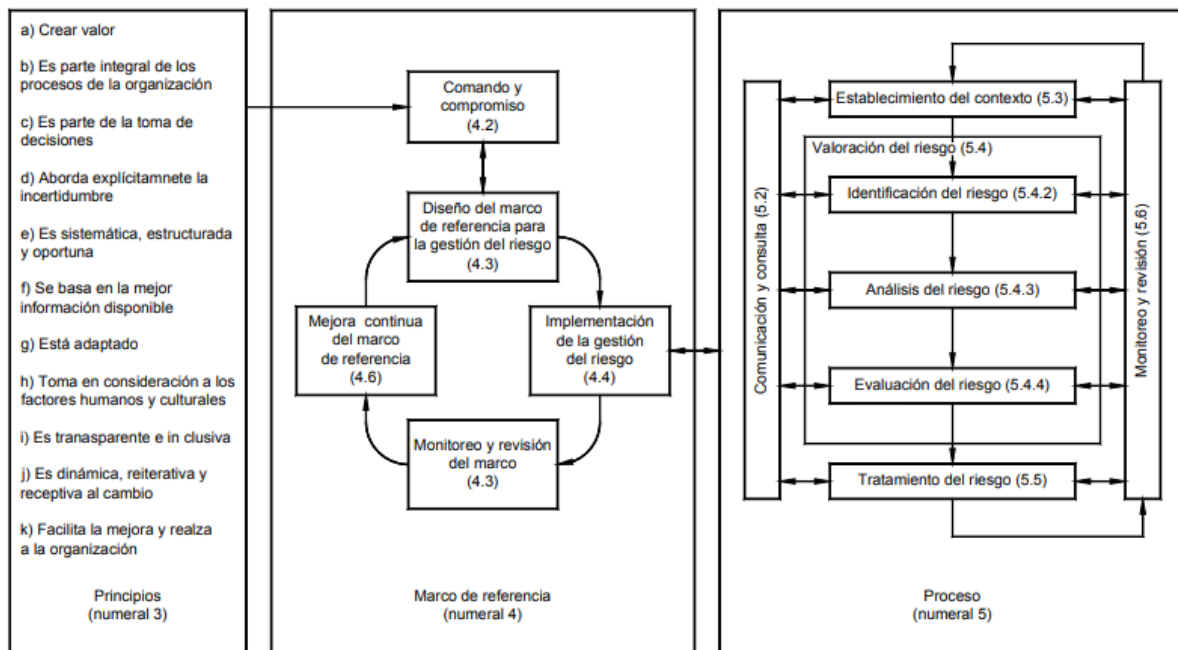 a) Crear valor
b) Es parte integral de los
procesos de la organización
c) Es parte de la toma de
decisiones
d) Aborda explícitamnete la
incertidumbre
e) Es sistemática, estructurada
y oportuna
f) Se basa en la mejor
información disponible
g) Está adaptado
h) Toma en consideración a los
factores humanos y culturales
i) Es tranasparente e in clusiva
j) Es dinámica, reiterativa y
receptiva al cambio
k) Facilita la mejora y realza
a la organización
Principios
(numeral 3)
Comando y
compromiso
(4.2)
Diseño del marco
de referencia para
la gestión del riesgo
(4.3)
Mejora continua
del marco
de referencia
(4.6)
Implementación
de la gestión
del riesgo
(4.4)
Monitoreo y revisión
del marco
(4.3)
Marco de referencia
(numeral 4)
Comunicación y consulta (5.2)
Establecimiento del contexto (5.3)
Valoración del riesgo (5.4)
Identificación del riesgo (5.4.2)
Análisis del riesgo (5.4.3)
Evaluación del riesgo (5.4.4)
Tratamiento del riesgo (5.5)
Monitoreo y revisión (5.6)
Proceso
(numeral 5)